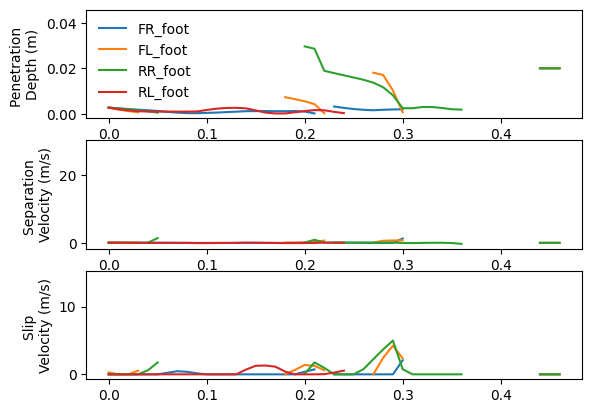 Penetration
Depth (m)
0.04
0.02
0.00
FR_foot
FL_foot
RR_foot
RL_foot
0.0 0.1 0.2 0.3 0.4
Separation
Velocity (m/s)
20
0
0.0 0.1 0.2 0.3 0.4
Slip
Velocity (m/s)
10
0
0.0 0.1 0.2 0.3 0.4